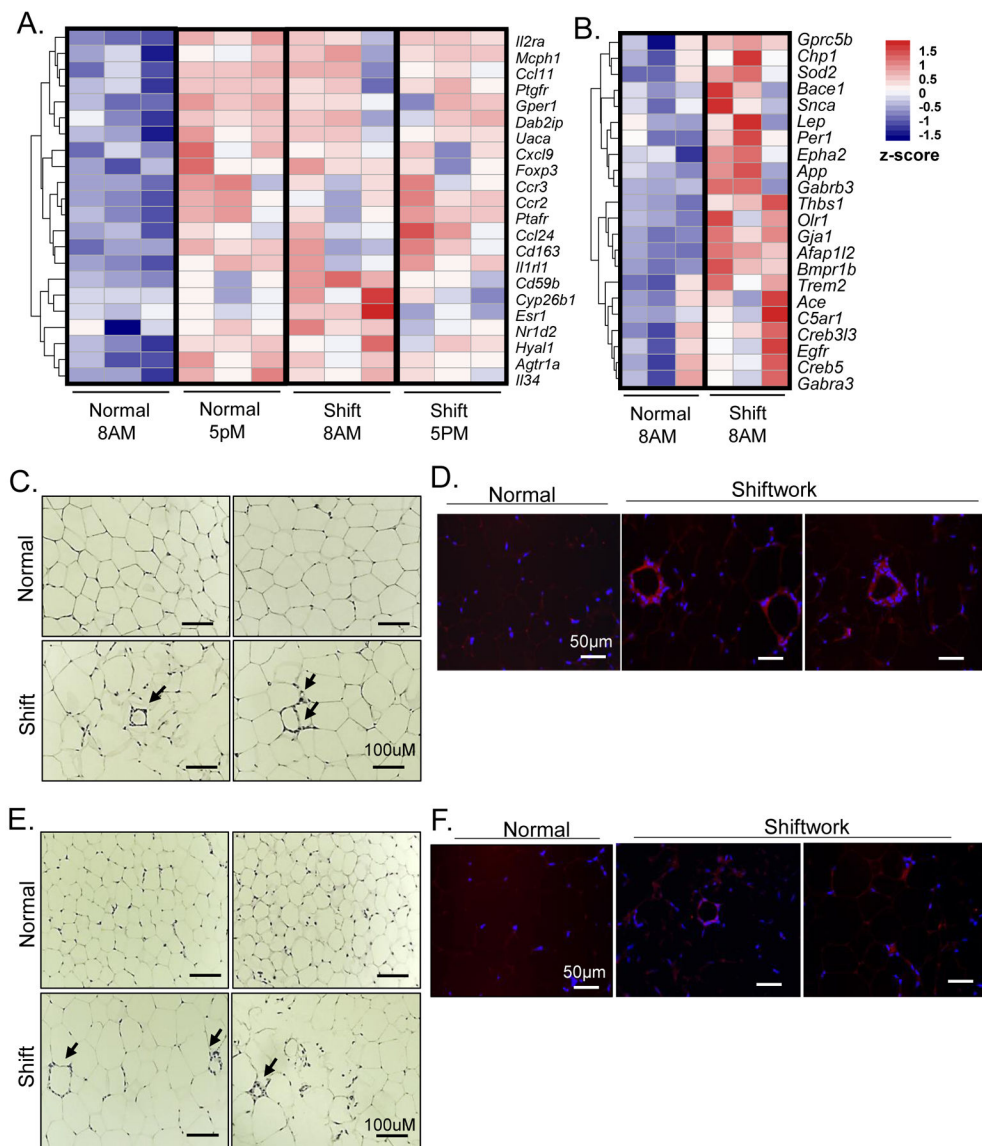 A.
Il2ra
Mcph1
Ccl11
Ptgfr
Gper1
Dab2ip
Uaca
Cxcl9
Foxp3
Ccr3
Ccr2
Ptafr
Ccl24
Cd163
Il1rl1
Cd59b
Cyp26b1
Esr1
Nr1d2
Hyal1
Agtr1a
Il34
Normal
8AM
Normal
5pM
Shift
8AM
Shift
5PM
B.
Gprc5b
Chp1
Sod2
Bace1
Snca
Lep
Per1
Epha2
App
Gabrb3
Thbs1
Olr1
Gja1
Afap1l2
Bmpr1b
Trem2
Ace
C5ar1
Creb3l3
Egfr
Creb5
Gabra3
Normal
8AM
Shift
8AM
1.5
1
0.5
0
-0.5
-1
-1.5
z-score
C.
Normal
Shift
100uM
D.
Normal
Shiftwork
50µm
E.
Normal
Shift
100uM
F.
Normal
Shiftwork
50µm